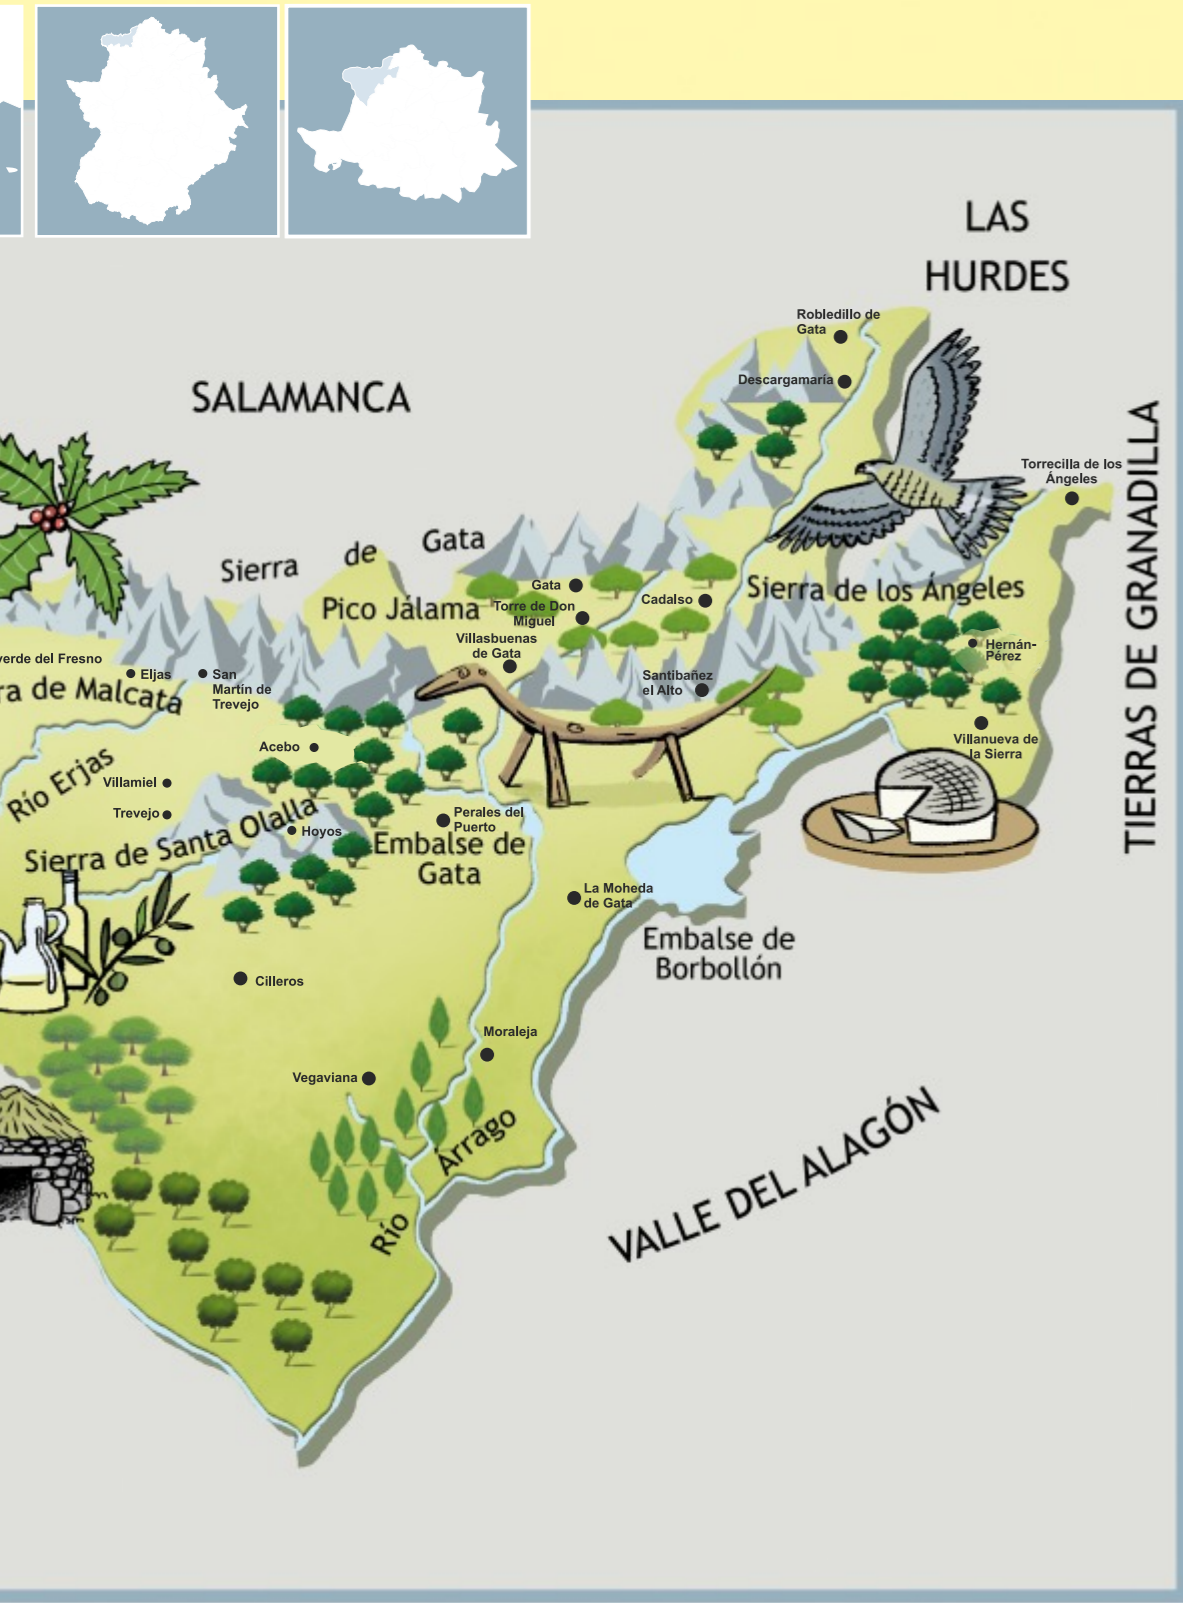 LAS
HURDES
Robledillo de
Gata
Descargamaría
SALAMANCA
TIERRAS DE GRANADILLA
Torrecilla de los
Ángeles
Sierra de Gata
Gata
Cadalso
Sierra de los Ángeles
Pico Jálama
Torre de Don
Miguel
Villasbuenas
de Gata
Hernán-
Pérez
verde del Fresno
Eljas
San
Martín de
Trevejo
Santibañez
el Alto
ra de Malcata
Villanueva de
la Sierra
Acebo
Río Erjas
Villamiel
Trevejo
Perales del
Puerto
Sierra de Santa Olalla
Hoyos
Embalse de
Gata
La Moheda
de Gata
Embalse de
Borbollón
Cilleros
Moraleja
Vegaviana
Río Árrago
VALLE DEL ALAGÓN